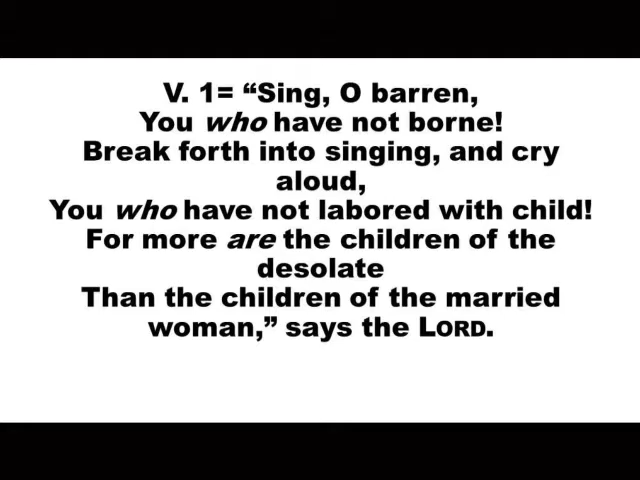 V. 1= “Sing, O barren,
You who have not borne!
Break forth into singing, and cry
aloud,
You who have not labored with child!
For more are the children of the
desolate
Than the children of the married
woman,” says the LORD.